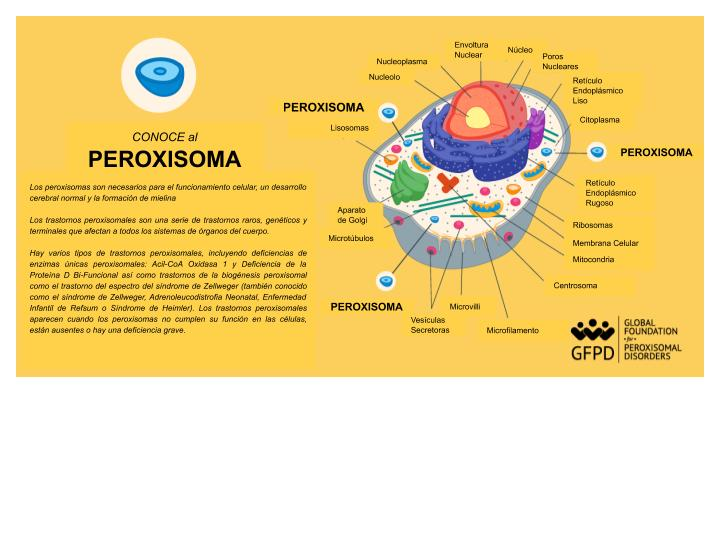 CONOCE al
PEROXISOMA
Los peroxisomas son necesarios para el funcionamiento celular, un desarrollo
cerebral normal y la formación de mielina
Los trastornos peroxisomales son una serie de trastornos raros, genéticos y
terminales que afectan a todos los sistemas de órganos del cuerpo.
Hay varios tipos de trastornos peroxisomales, incluyendo deficiencias de
enzimas únicas peroxisomales: Acil-CoA Oxidasa 1 y Deficiencia de la
Proteína D Bi-Funcional así como trastornos de la biogénesis peroxisomal
como el trastorno del espectro del síndrome de Zellweger (también conocido
como el síndrome de Zellweger, Adrenoleucodistrofia Neonatal, Enfermedad
Infantil de Refsum o Síndrome de Heimler). Los trastornos peroxisomales
aparecen cuando los peroxisomas no cumplen su función en las células,
están ausentes o hay una deficiencia grave.
Envoltura
Nuclear
Núcleo
Poros
Nucleares
Nucleoplasma
Nucleolo
Retículo
Endoplásmico
Liso
PEROXISOMA
Lisosomas
Citoplasma
PEROXISOMA
Retículo
Endoplásmico
Rugoso
Aparato
de Golgi
Microtúbulos
Ribosomas
Membrana Celular
Mitocondria
Centrosoma
PEROXISOMA
Microvilli
Vesículas
Secretoras
Microfilamento
GFPD
GLOBAL
FOUNDATION
for
PEROXISOMAL
DISORDERS